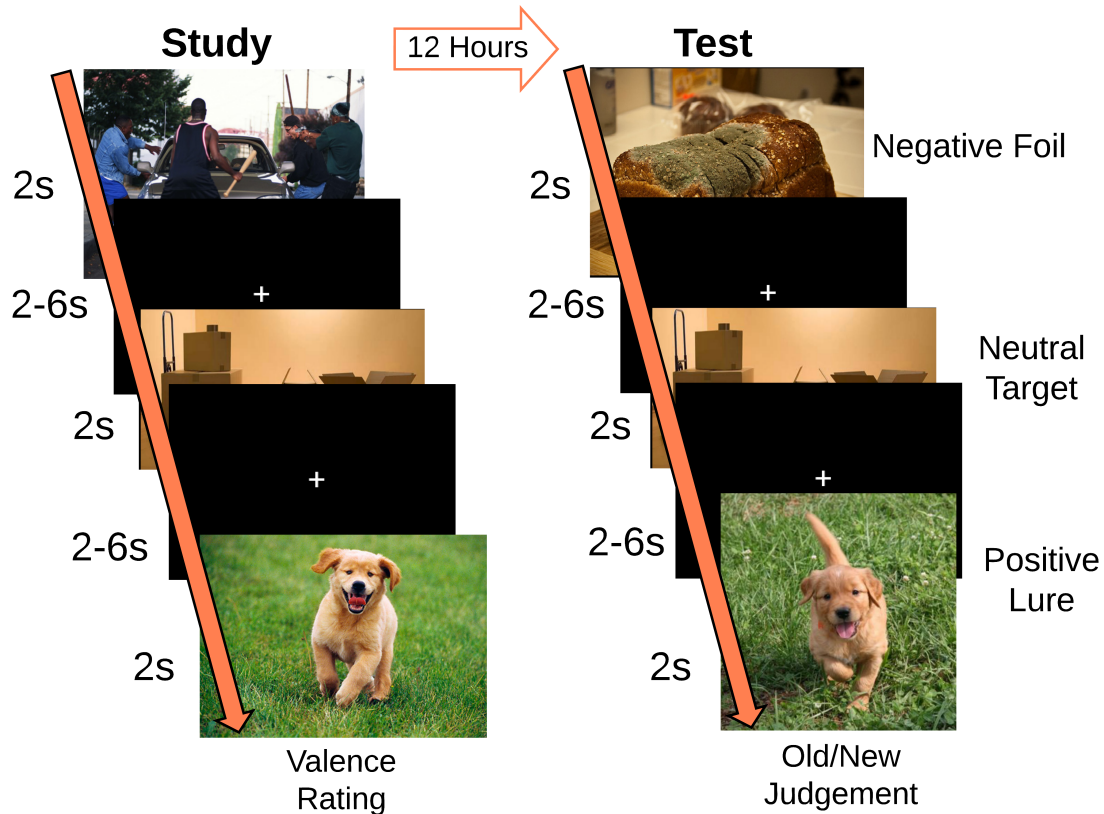 Study
12 Hours
Test
2s
2-6s
2s
2-6s
2s
Valence
Rating
2s
2-6s
2s
2-6s
2s
Negative Foil
Neutral
Target
Positive
Lure
Old/New
Judgement